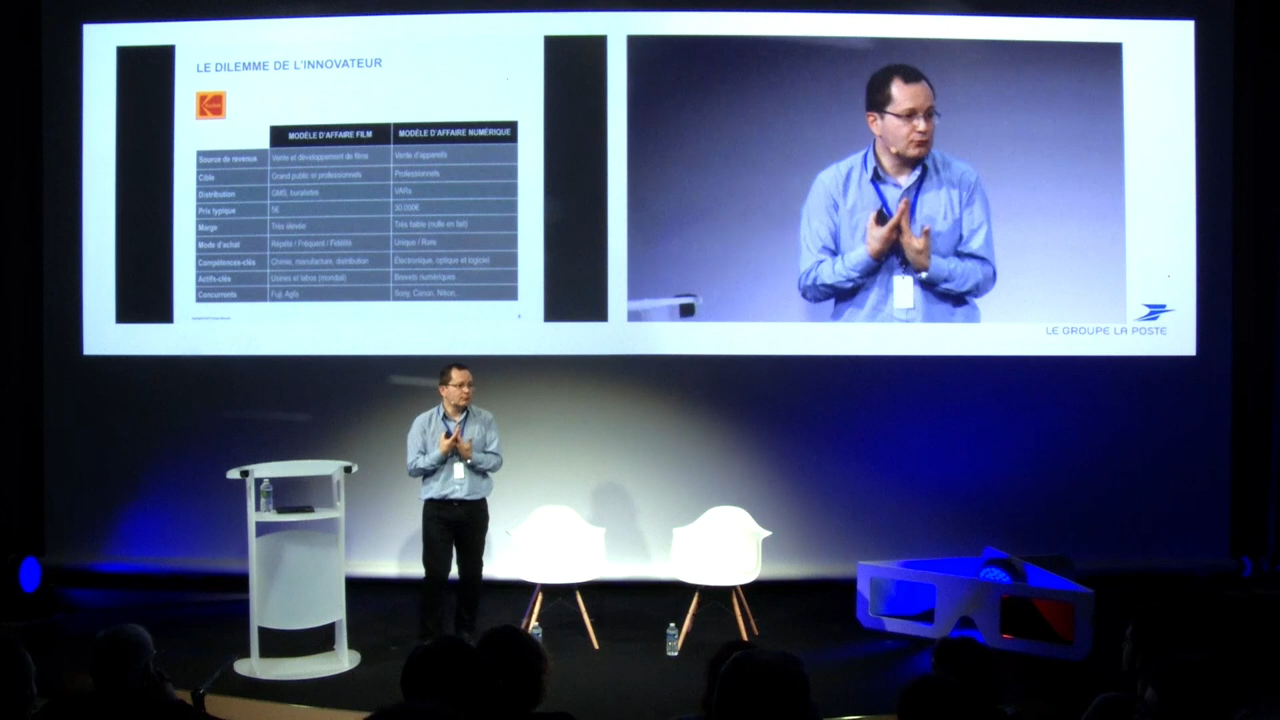 LE DILEMME DE L'INNOVATEUR
Kodak
MODÈLE D'AFFAIRE FILM MODÈLE D'AFFAIRE NUMÉRIQUE
Source de revenus Vente et développement de films Vente d'appareils
Cible Grand public et professionnels Professionnels
Distribution GMS, buralistes VARs
Prix typique 5€ 30.000€
Marge Très élevée Très faible (nulle en fait)
Mode d'achat Répété / Fréquent / Fidélité Unique / Rare
Compétences-clés Chimie, manufacture, distribution Électronique, optique et logiciel
Actifs-clés Usines et labos (mondial) Brevets numériques
Concurrents Fuji, Agfa Sony, Canon, Nikon,
LE GROUPE LA POSTE